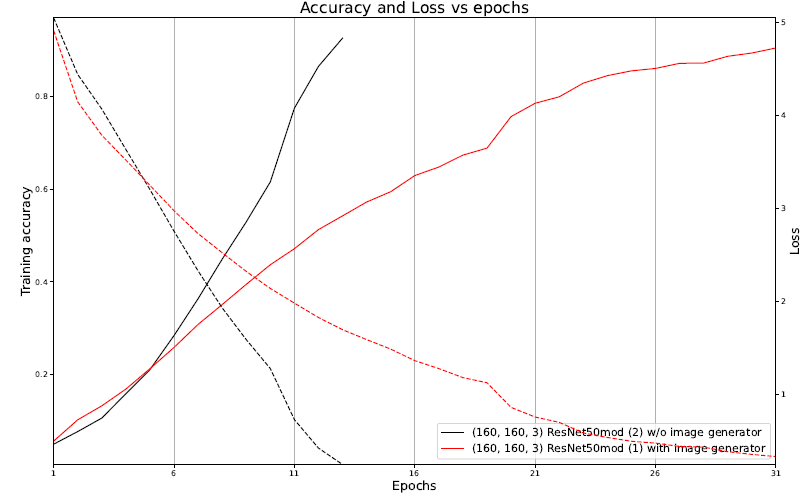 Accuracy and Loss vs epochs
5
0.8
4
0.6
3
Training accuracy
Loss
0.4
2
0.2
1
(160, 160, 3) ResNet50mod (2) w/o image generator
(160, 160, 3) ResNet50mod (1) with image generator
1 6 11 16 21 26 31
Epochs